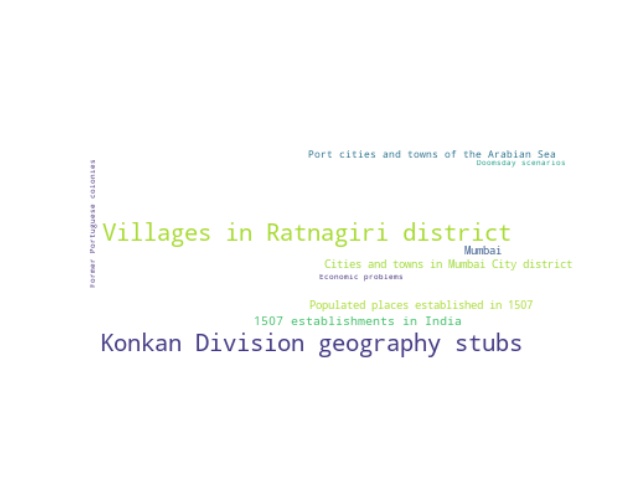 Port cities and towns of the Arabian Sea
Doomsday scenarios
Former Portuguese colonies
Villages in Ratnagiri district
Mumbai
Cities and towns in Mumbai City district
Economic problems
Populated places established in 1507
1507 establishments in India
Konkan Division geography stubs